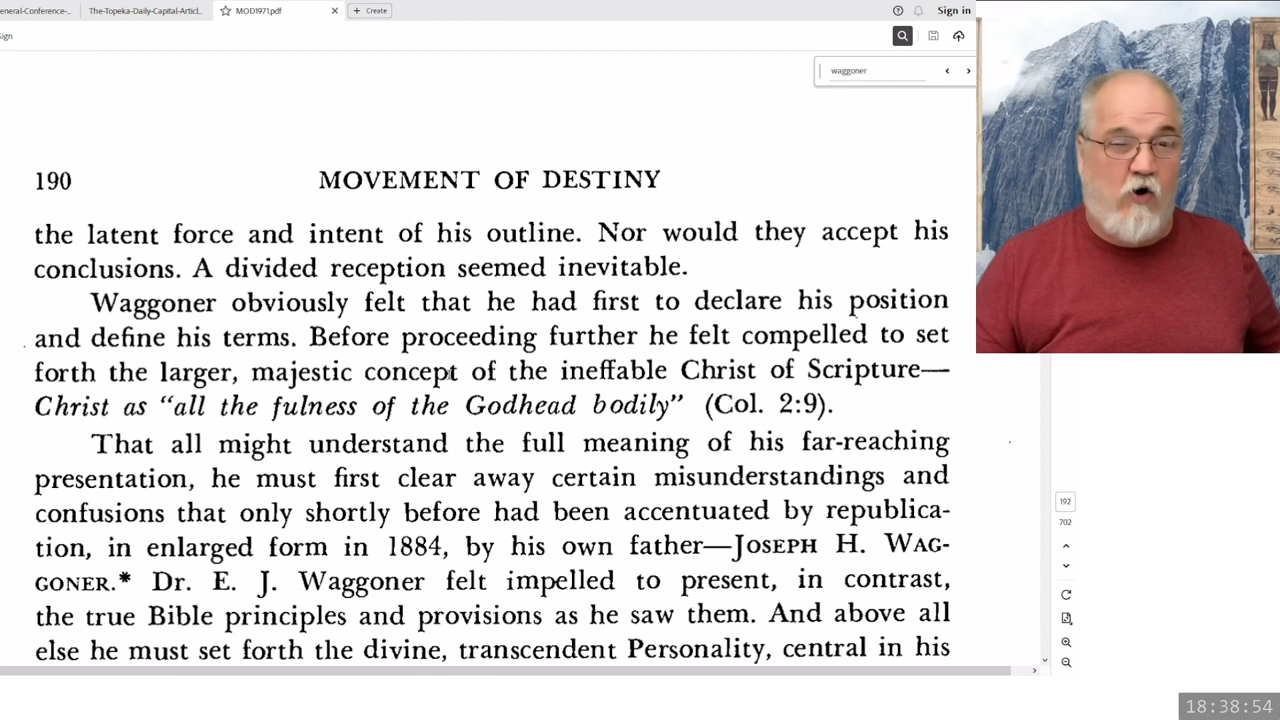 eneral-Conference-... The-Topeka-Daily-Capital-Articl... MOD1971.pdf × + Create Sign in
ign
waggoner
190 MOVEMENT OF DESTINY
the latent force and intent of his outline. Nor would they accept his
conclusions. A divided reception seemed inevitable.
Waggoner obviously felt that he had first to declare his position
and define his terms. Before proceeding further he felt compelled to set
forth the larger, majestic concept of the ineffable Christ of Scripture—
Christ as "all the fulness of the Godhead bodily" (Col. 2:9).
That all might understand the full meaning of his far-reaching
presentation, he must first clear away certain misunderstandings and
confusions that only shortly before had been accentuated by republica-
tion, in enlarged form in 1884, by his own father—JOSEPH H. WAG-
GONER.* Dr. E. J. Waggoner felt impelled to present, in contrast,
the true Bible principles and provisions as he saw them. And above all
else he must set forth the divine, transcendent Personality, central in his
192
702
18:38:54